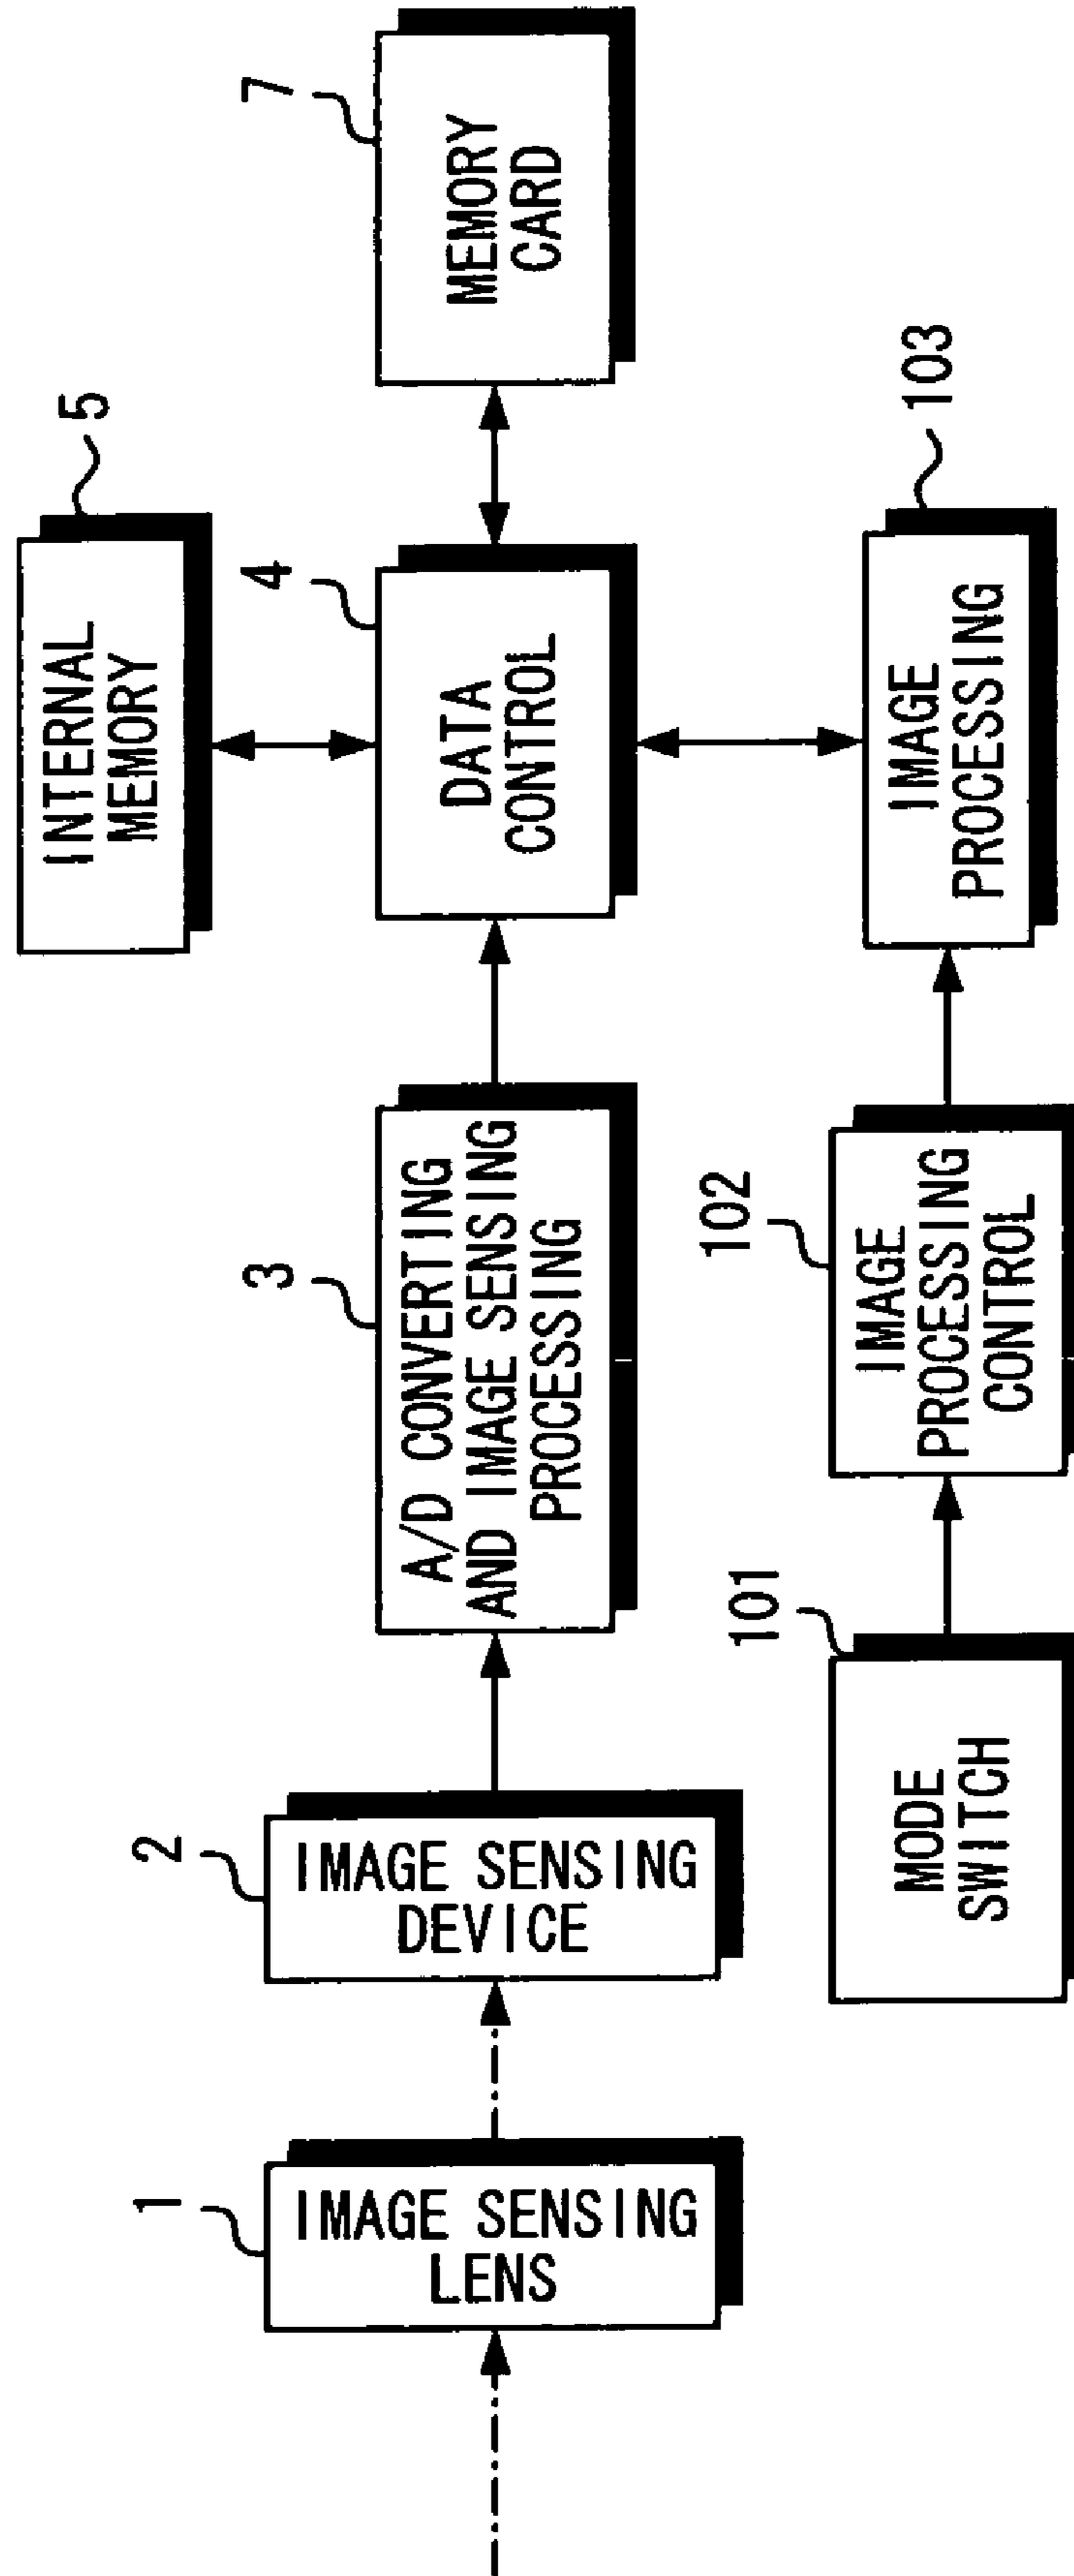 5
INTERNAL
MEMORY
1
IMAGE SENSING
LENS
2
IMAGE SENSING
DEVICE
3
A/D CONVERTING
AND IMAGE SENSING
PROCESSING
4
DATA
CONTROL
7
MEMORY
CARD
101
MODE
SWITCH
102
IMAGE
PROCESSING
CONTROL
103
IMAGE
PROCESSING